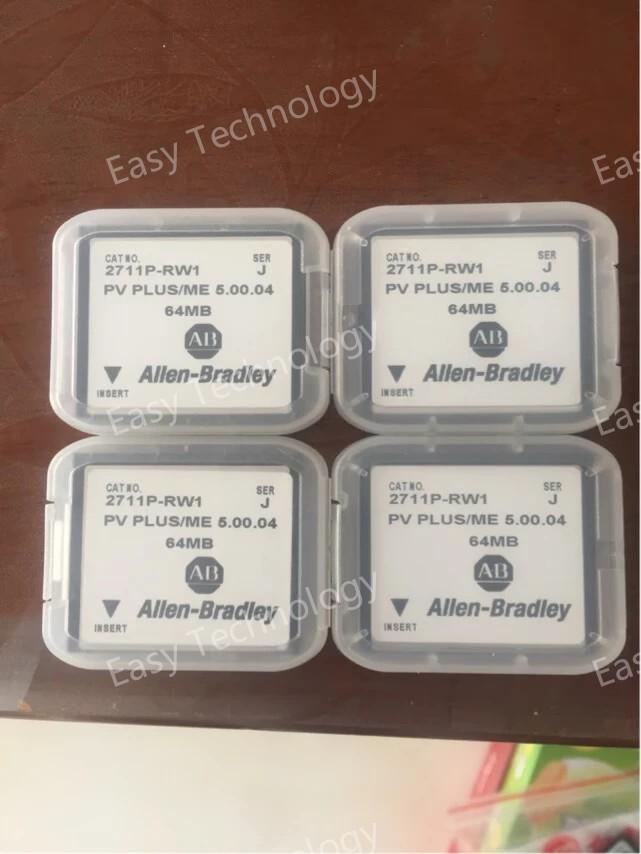 Easy Technology
Eas
CAT NO. SER
2711P-RW1 J
PV PLUS/ME 5.00.04
64MB
AB
Allen-Bradley
INSERT
CAT NO. SER
2711P-RW1 J
PV PLUS/ME 5.00.04
64MB
AB
Allen-Bradley
INSERT
Easy Technology
Eas
CAT NO. SER
2711P-RW1 J
PV PLUS/ME 5.00.04
64MB
AB
Allen-Bradley
INSERT
CAT NO. SER
2711P-RW1 J
PV PLUS/ME 5.00.04
64MB
AB
Allen-Bradley
INSERT
Easy Technology
Eas